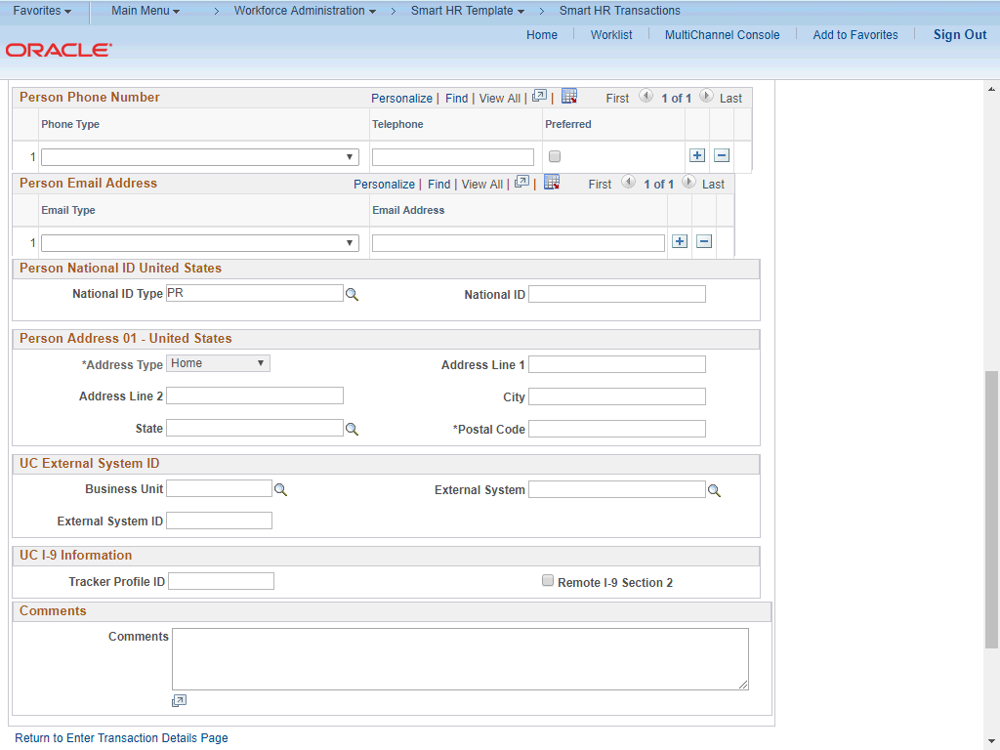 Favorites Main Menu > Workforce Administration > Smart HR Template > Smart HR Transactions
Home Worklist MultiChannel Console Add to Favorites Sign Out
ORACLE
Person Phone Number Personalize | Find | View All | | First 1 of 1 Last
Phone Type Telephone Preferred
1
Person Email Address Personalize | Find | View All | | First 1 of 1 Last
Email Type Email Address
1
Person National ID United States
National ID Type PR National ID
Person Address 01 - United States
*Address Type Home Address Line 1
Address Line 2 City
State *Postal Code
UC External System ID
Business Unit External System
External System ID
UC I-9 Information
Tracker Profile ID Remote I-9 Section 2
Comments
Comments
Return to Enter Transaction Details Page